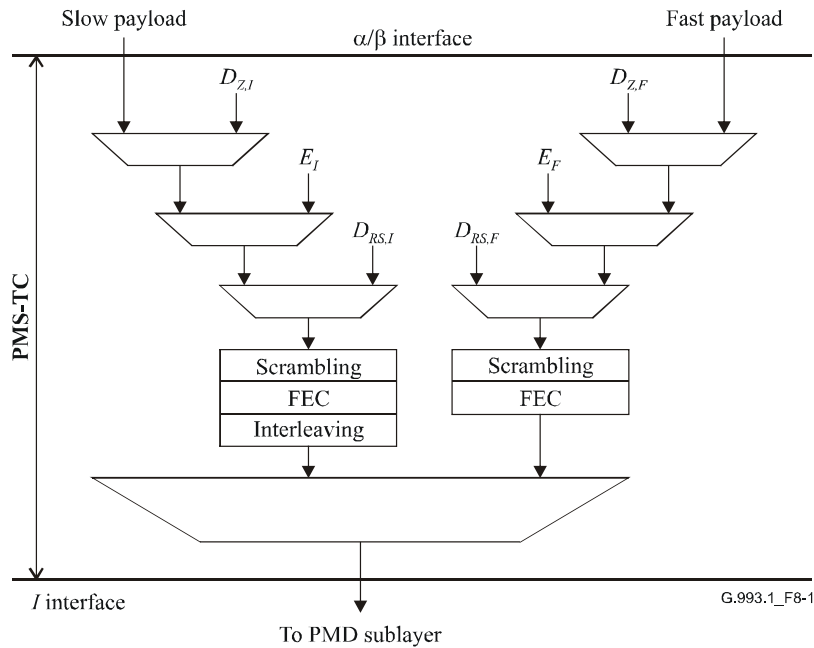 Slow payload
Fast payload
α/β interface
D_{Z,I}
D_{Z,F}
E_I
E_F
D_{RS,I}
D_{RS,F}
PMS-TC
Scrambling
Scrambling
FEC
FEC
Interleaving
I interface
G.993.1_F8-1
To PMD sublayer